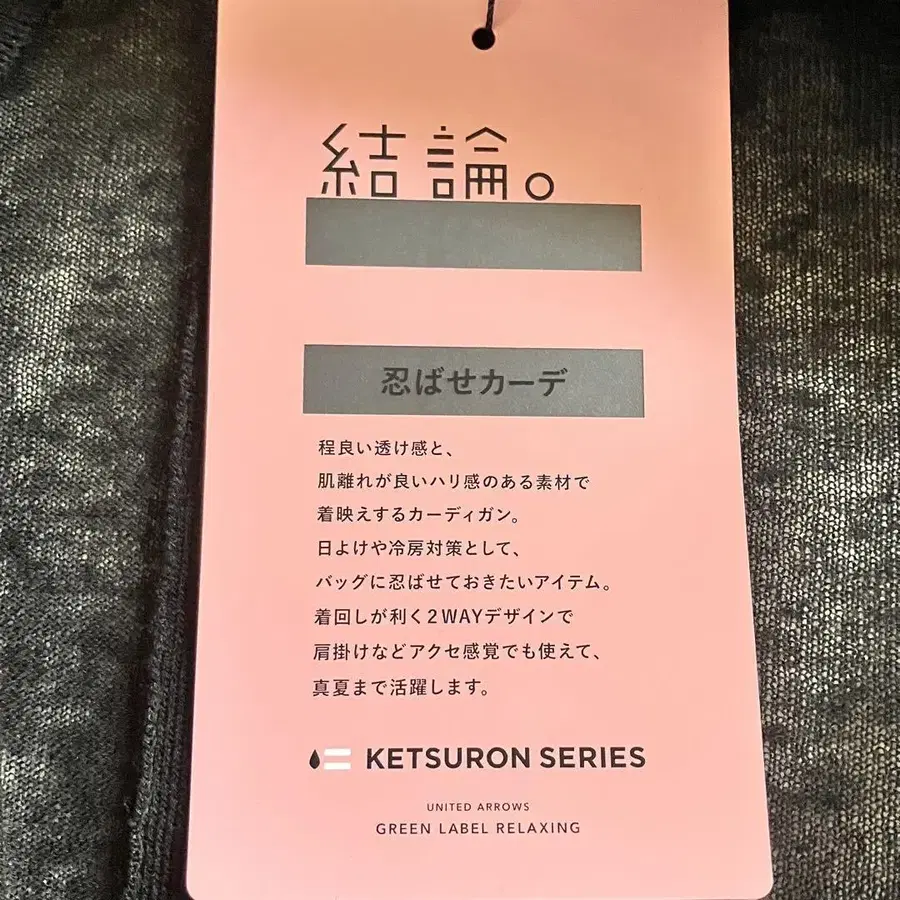 結論。
忍ばせカーデ
程良い透け感と、
肌離れが良いハリ感のある素材で
着映えするカーディガン。
日よけや冷房対策として、
バッグに忍ばせておきたいアイテム。
着回しが利く2WAYデザインで
肩掛けなどアクセ感覚でも使えて、
真夏まで活躍します。
KETSURON SERIES
UNITED ARROWS
GREEN LABEL RELAXING